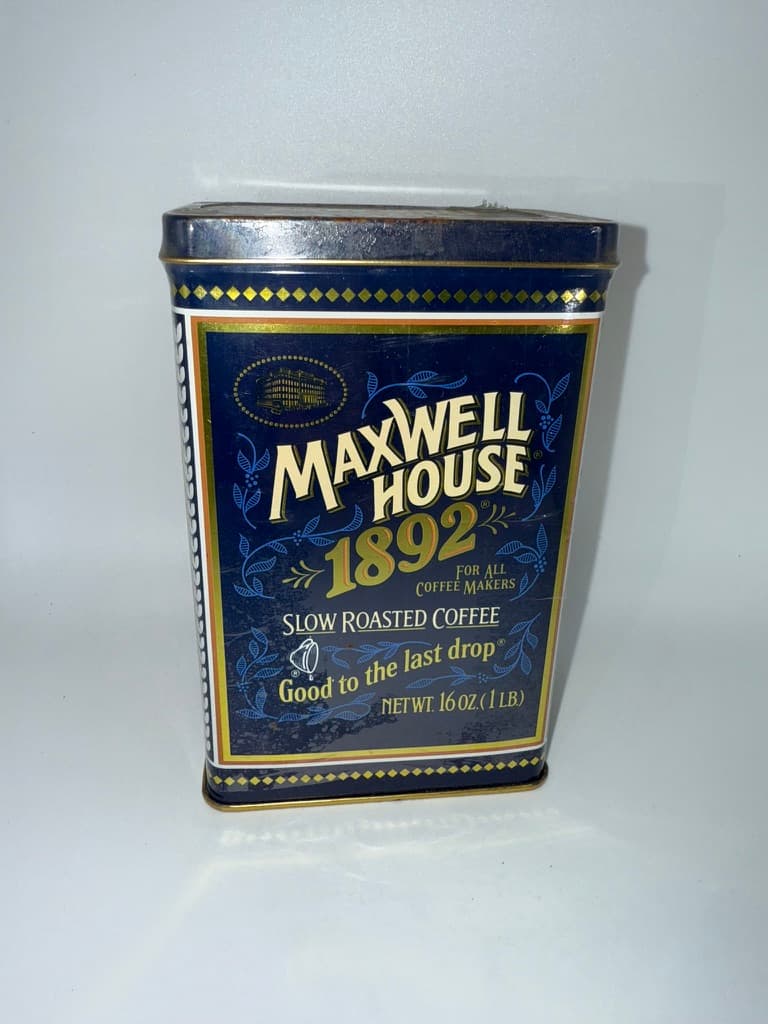 MAXWELL
HOUSE®
1892®
FOR ALL
COFFEE MAKERS
SLOW ROASTED COFFEE
®
Good to the last drop®
NET WT. 16 OZ. (1 LB.)